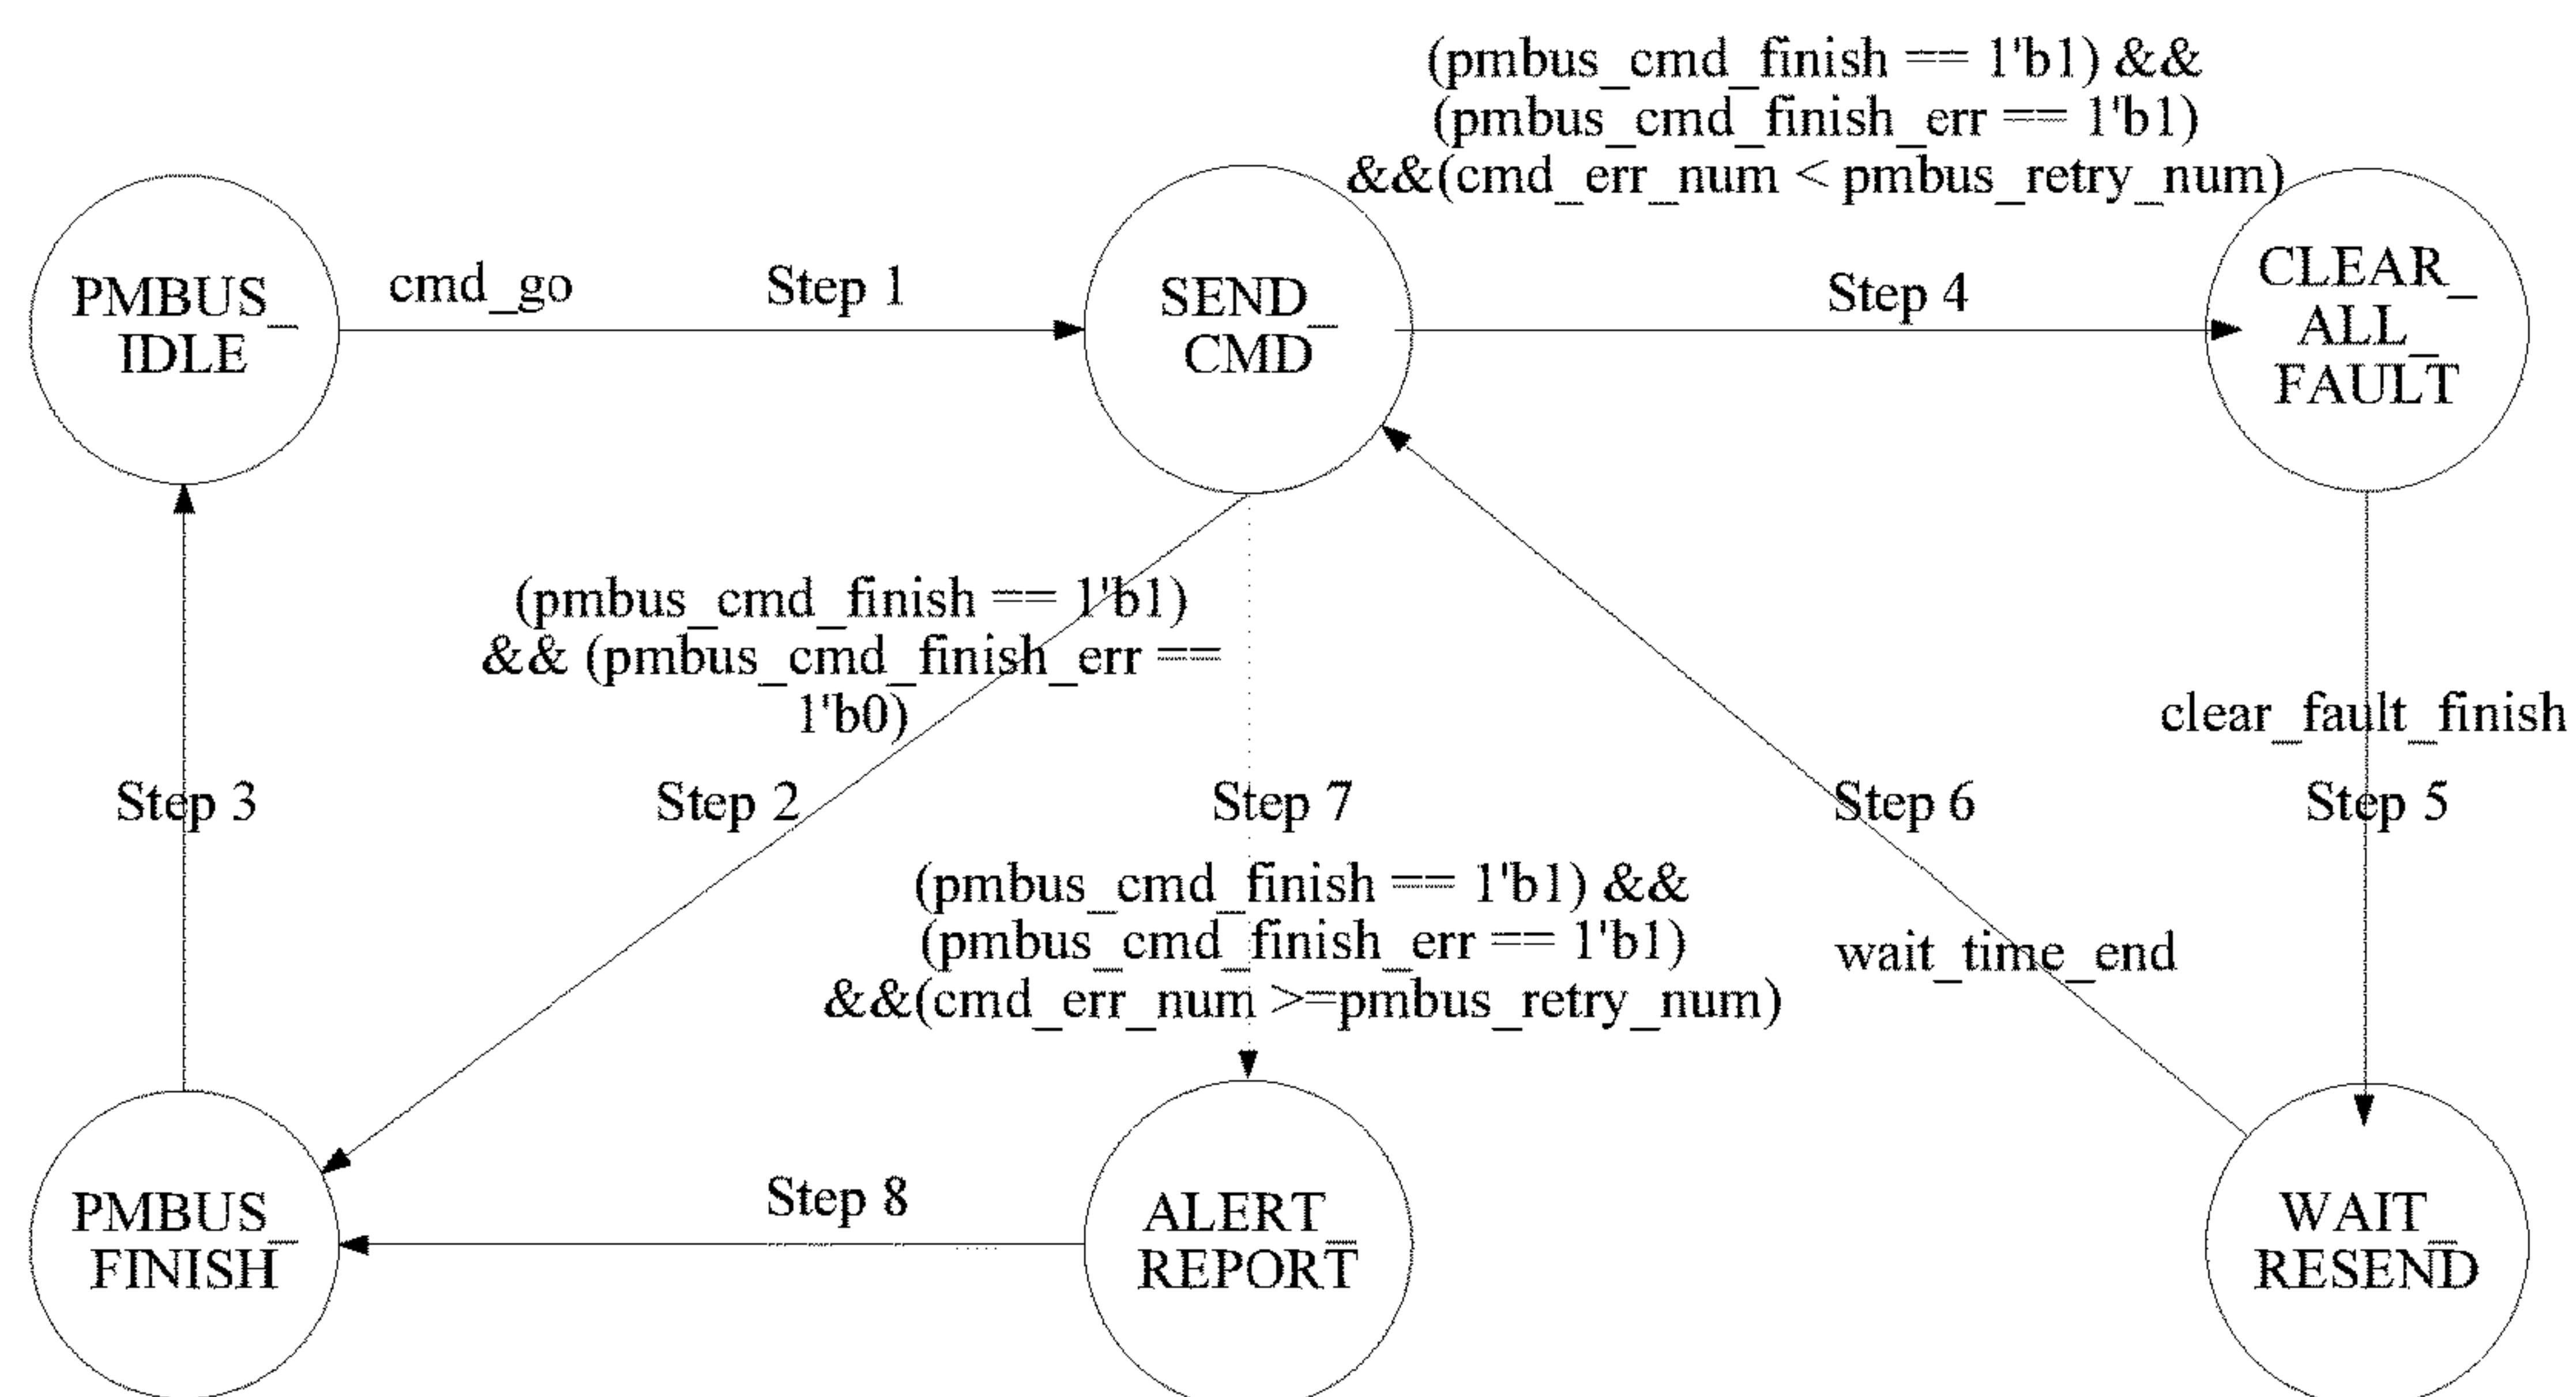 (pmbus_cmd_finish == 1'b1) &&
(pmbus_cmd_finish_err == 1'b1)
&&(cmd_err_num < pmbus_retry_num)
PMBUS_
IDLE
cmd_go
Step 1
SEND_
CMD
Step 4
CLEAR_
ALL_
FAULT
(pmbus_cmd_finish == 1'b1)
&& (pmbus_cmd_finish_err ==
1'b0)
clear_fault_finish
Step 3
Step 2
Step 7
Step 6
Step 5
(pmbus_cmd_finish == 1'b1) &&
(pmbus_cmd_finish_err == 1'b1)
&&(cmd_err_num >=pmbus_retry_num)
wait_time_end
PMBUS_
FINISH
Step 8
ALERT_
REPORT
WAIT_
RESEND